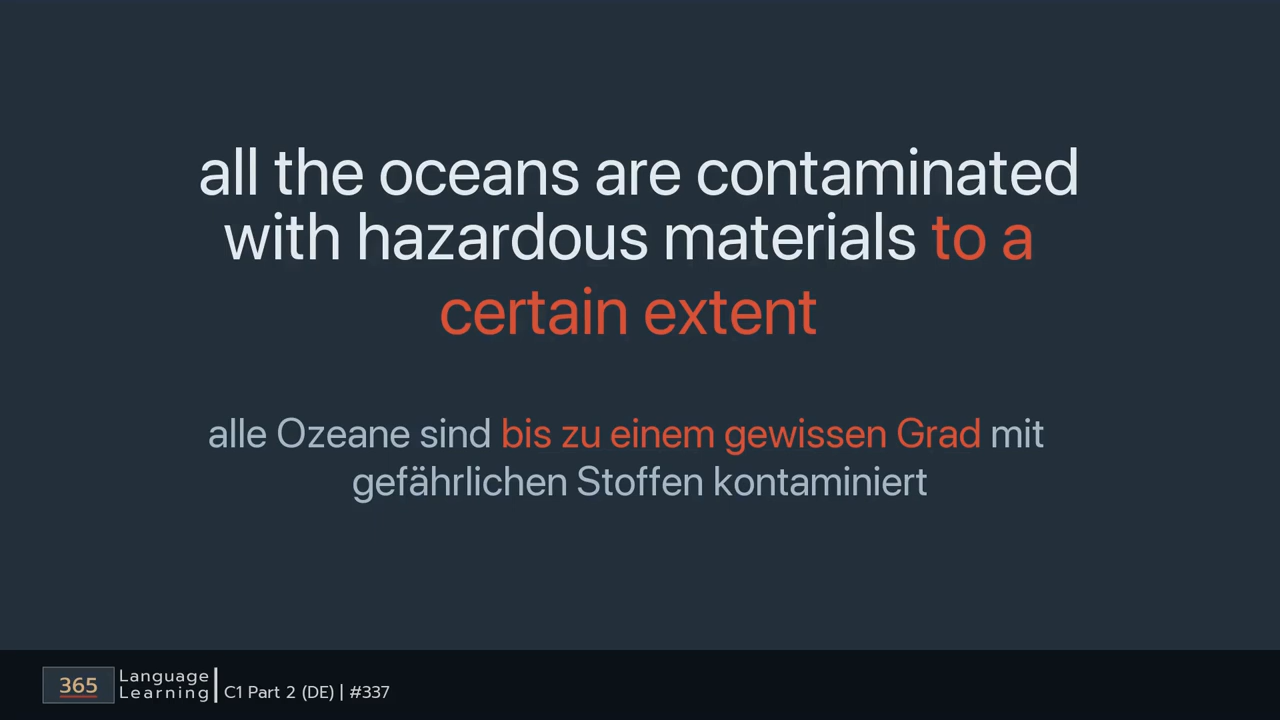 all the oceans are contaminated
with hazardous materials to a
certain extent
alle Ozeane sind bis zu einem gewissen Grad mit
gefährlichen Stoffen kontaminiert
365
Language
Learning
C1 Part 2 (DE) | #337